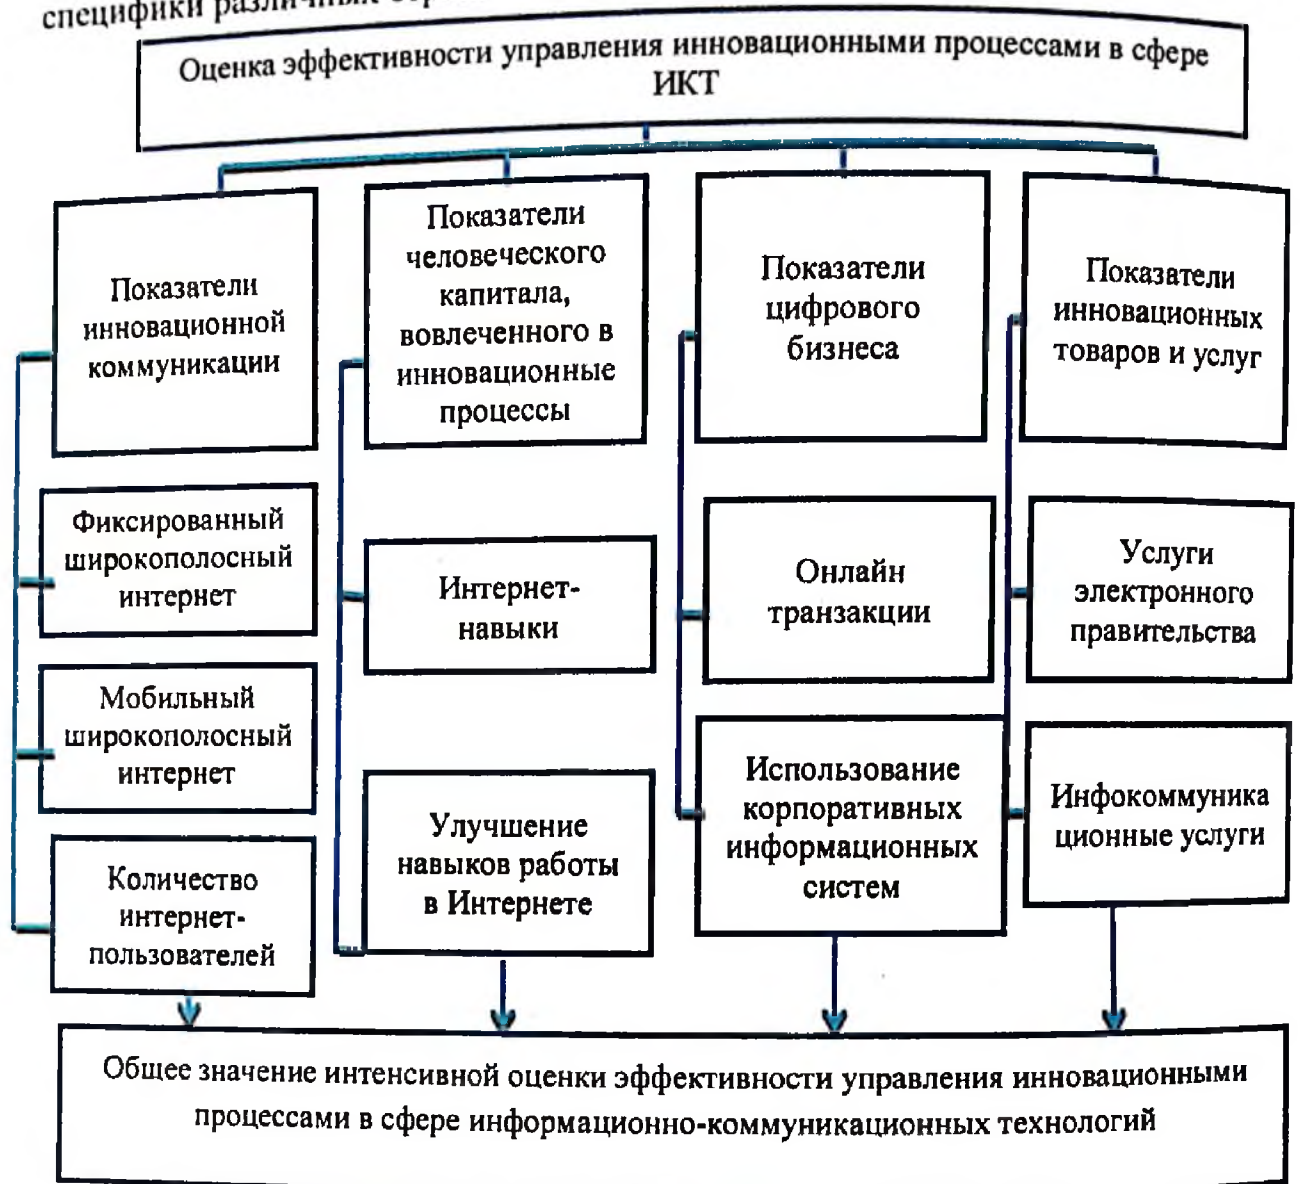 специфики различных
Оценка эффективности управления инновационными процессами в сфере
ИКТ
Показатели
инновационной
коммуникации
Фиксированный
широкополосный
интернет
Мобильный
широкополосный
интернет
Количество
интернет-
пользователей
Показатели
человеческого
капитала,
вовлеченного в
инновационные
процессы
Интернет-
навыки
Улучшение
навыков работы
в Интернете
Показатели
цифрового
бизнеса
Онлайн
транзакции
Использование
корпоративных
информационных
систем
Показатели
инновационных
товаров и услуг
Услуги
электронного
правительства
Инфокоммуника
ционные услуги
Общее значение интенсивной оценки эффективности управления инновационными
процессами в сфере информационно-коммуникационных технологий